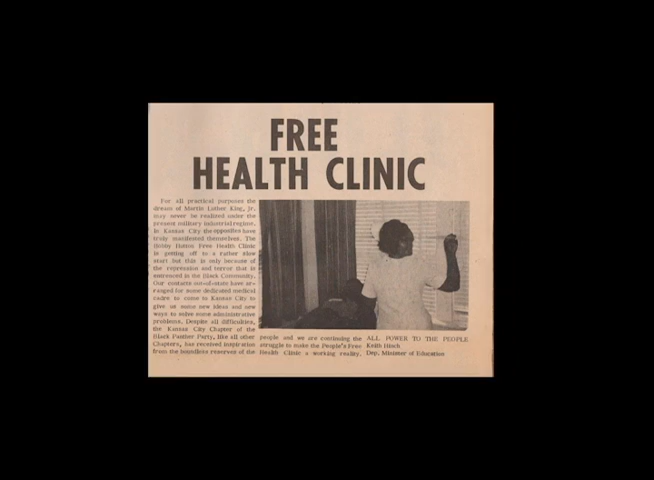 FREE
HEALTH CLINIC
For all practical purposes the
dream of Martin Luther King, Jr.
may never be realized under the
present military industrial regime.
In Kansas City the opposites have
truly manifested themselves. The
Bobby Hutton Free Health Clinic
is getting off to a rather slow
start but this is only because of
the repression and terror that is
in the Black Community.
Our contacts out-of-state have ar-
ranged for some dedicated medical
cadre to come to Kansas City to
give us some new ideas and new
ways to solve some administrative
problems. Despite all difficulties,
the Kansas City Chapter of the
Black Panther Party, like all other
Chapters, has received inspiration
from the boundless reserves of the
people and we are continuing the
struggle to make the People's Free
Health Clinic a working reality.
ALL POWER TO THE PEOPLE
Keith Hinch
Dep. Minister of Education